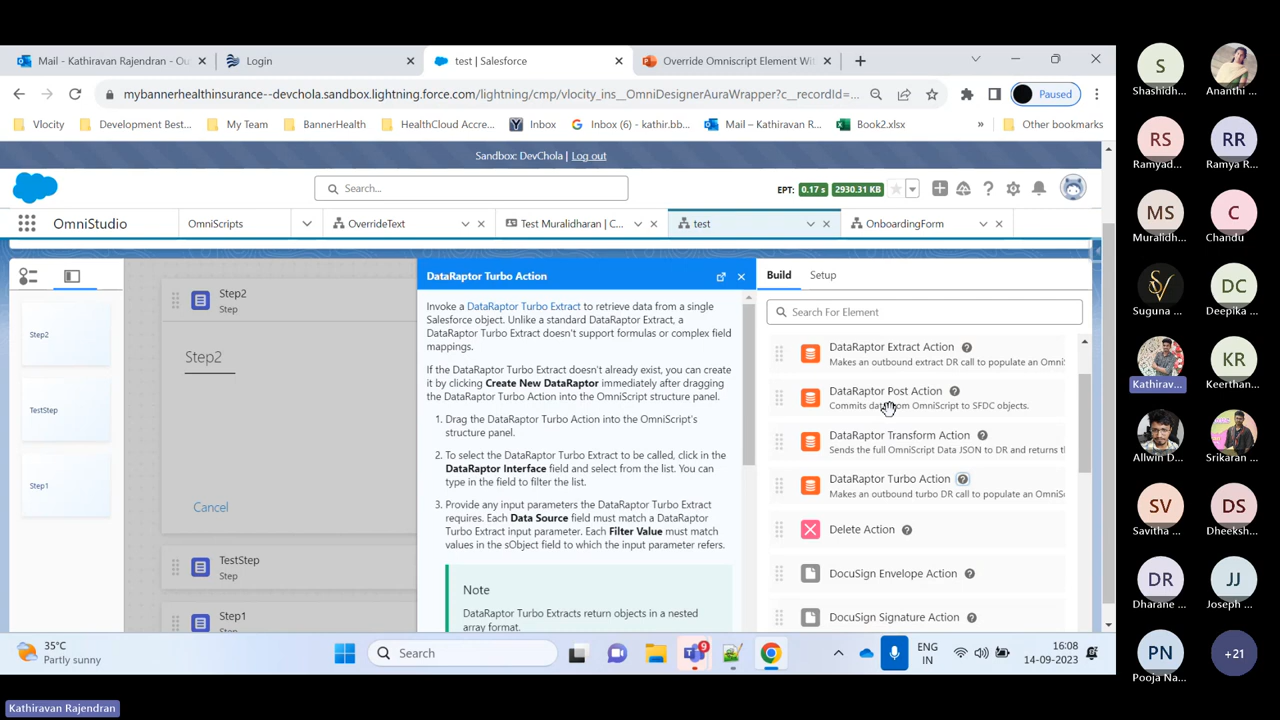 Mail - Kathiravan Rajendran - Ou
Login
test | Salesforce
Override Omniscript Element Wit
mybannerhealthinsurance--devchola.sandbox.lightning.force.com/lightning/cmp/vlocity_ins__OmniDesignerAuraWrapper?c__recordId=...
Paused
Vlocity
Development Best...
My Team
BannerHealth
HealthCloud Accre...
Inbox
Inbox (6) - kathir.bb...
Mail – Kathiravan R...
Book2.xlsx
»
Other bookmarks
Sandbox: DevChola | Log out
Search...
EPT: 0.17 s 2930.31 KB
OmniStudio
OmniScripts
OverrideText
Test Muralidharan | C...
test
OnboardingForm
Step2
TestStep
Step1
Step2
Step
Step2
Cancel
TestStep
Step
Step1
Step
DataRaptor Turbo Action
Invoke a DataRaptor Turbo Extract to retrieve data from a single
Salesforce object. Unlike a standard DataRaptor Extract, a
DataRaptor Turbo Extract doesn't support formulas or complex field
mappings.
If the DataRaptor Turbo Extract doesn't already exist, you can create
it by clicking Create New DataRaptor immediately after dragging
the DataRaptor Turbo Action into the OmniScript structure panel.
1. Drag the DataRaptor Turbo Action into the OmniScript's
structure panel.
2. To select the DataRaptor Turbo Extract to be called, click in the
DataRaptor Interface field and select from the list. You can
type in the field to filter the list.
3. Provide any input parameters the DataRaptor Turbo Extract
requires. Each Data Source field must match a DataRaptor
Turbo Extract input parameter. Each Filter Value must match
values in the sObject field to which the input parameter refers.
Note
DataRaptor Turbo Extracts return objects in a nested
array format.
Build
Setup
Search For Element
DataRaptor Extract Action
Makes an outbound extract DR call to populate an OmniS
DataRaptor Post Action
Commits data from OmniScript to SFDC objects.
DataRaptor Transform Action
Sends the full OmniScript Data JSON to DR and returns t
DataRaptor Turbo Action
Makes an outbound turbo DR call to populate an OmniS
Delete Action
DocuSign Envelope Action
DocuSign Signature Action
35°C
Partly sunny
Search
9
ENG
IN
16:08
14-09-2023
Kathiravan Rajendran
S
Shashidh...
Ananthi ...
RS
Ramyad...
RR
Ramya R...
MS
Muralidh...
C
Chandu
SV
Suguna ...
DC
Deepika ...
Kathirav...
KR
Keerthan...
Allwin D...
Srikaran ...
SV
Savitha ...
DS
Dheeksh...
DR
Dharane ...
JJ
Joseph ...
PN
Pooja Na...
+21